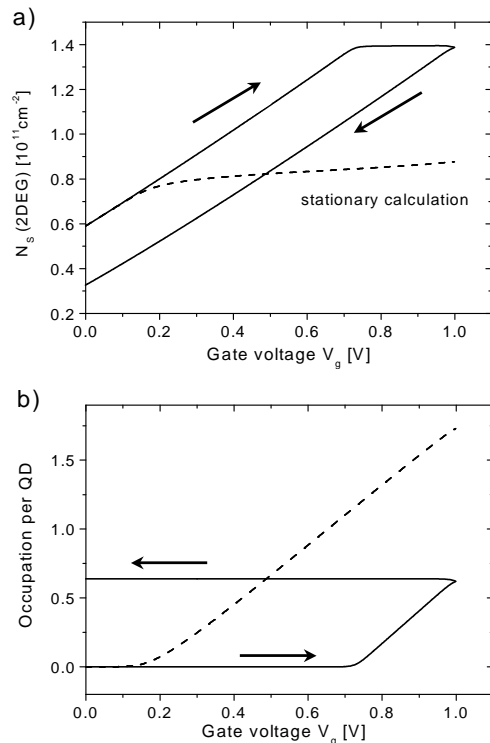 a)
1.4
1.2
1.0
0.8
0.6
0.4
0.2
N_s (2DEG) [10^11 cm^-2]
stationary calculation
0.0 0.2 0.4 0.6 0.8 1.0
Gate voltage V_g [V]
b)
1.5
1.0
0.5
0.0
Occupation per QD
0.0 0.2 0.4 0.6 0.8 1.0
Gate voltage V_g [V]